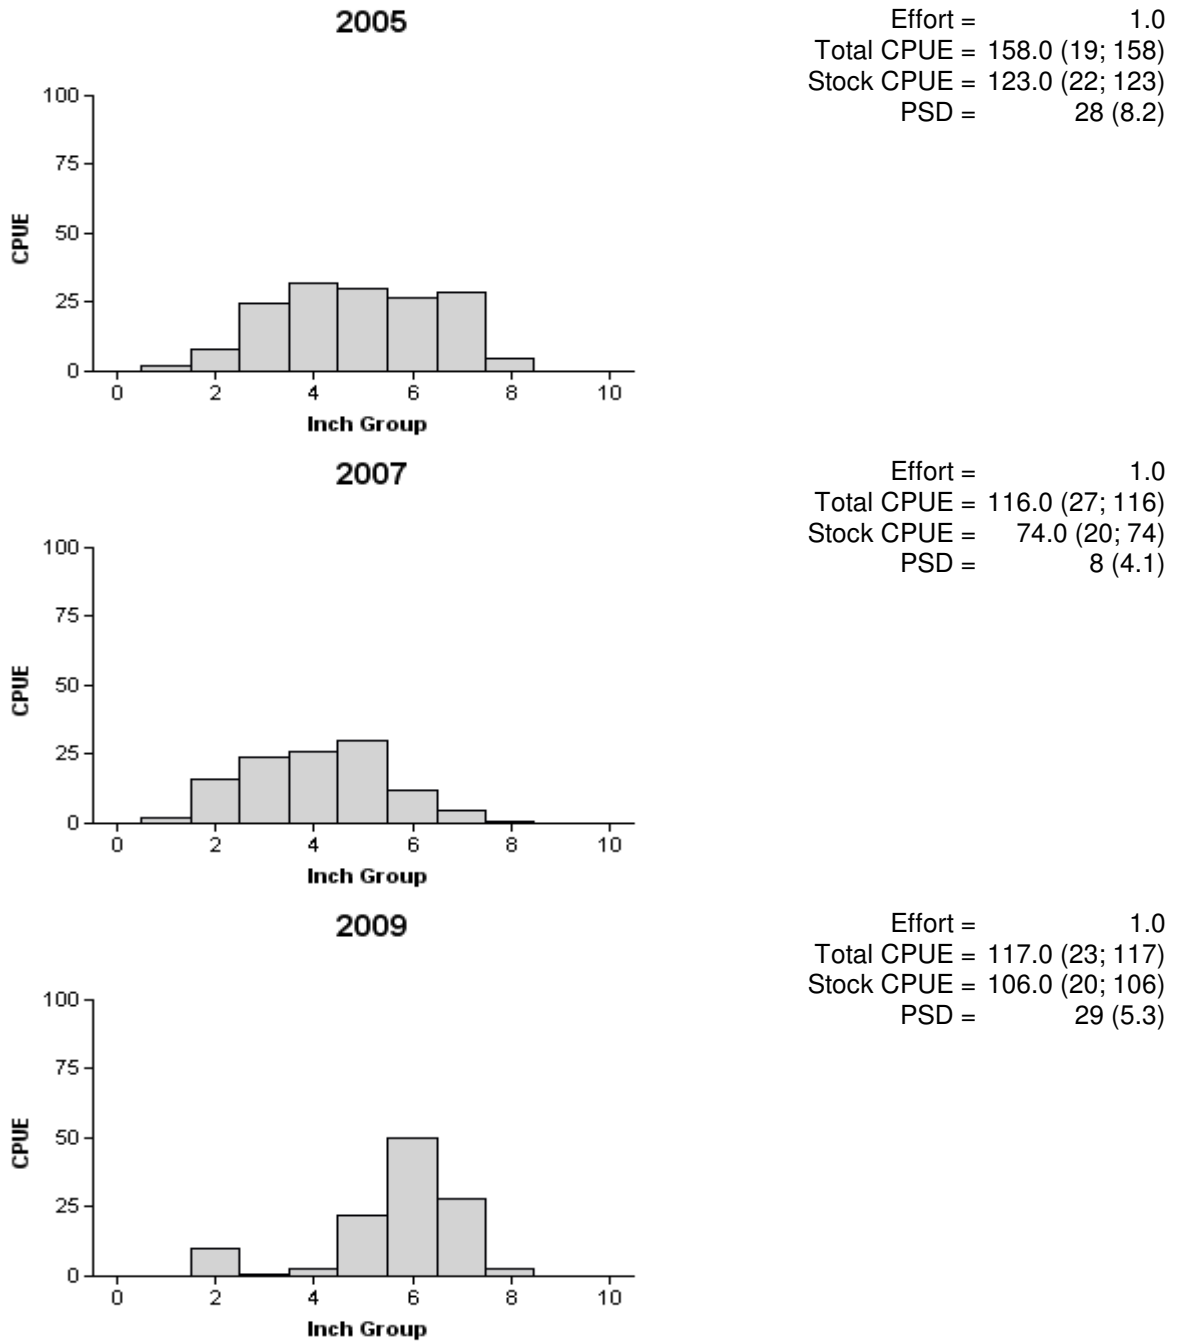 2005
Effort = 1.0
Total CPUE = 158.0 (19; 158)
Stock CPUE = 123.0 (22; 123)
PSD = 28 (8.2)
100
75
50
25
0
CPUE
0 2 4 6 8 10
Inch Group
2007
Effort = 1.0
Total CPUE = 116.0 (27; 116)
Stock CPUE = 74.0 (20; 74)
PSD = 8 (4.1)
100
75
50
25
0
CPUE
0 2 4 6 8 10
Inch Group
2009
Effort = 1.0
Total CPUE = 117.0 (23; 117)
Stock CPUE = 106.0 (20; 106)
PSD = 29 (5.3)
100
75
50
25
0
CPUE
0 2 4 6 8 10
Inch Group